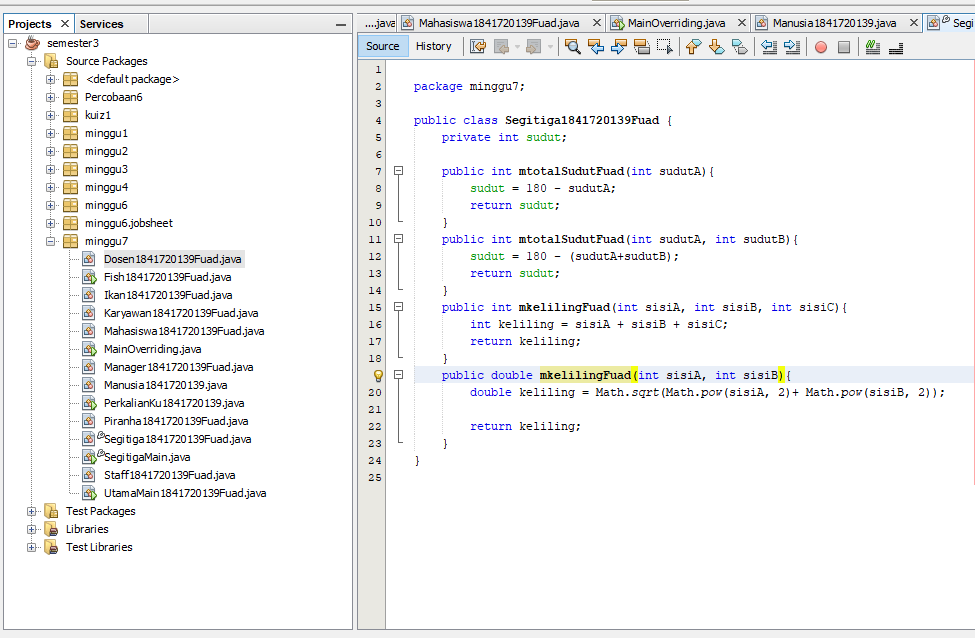 Projects × Services
semester3
Source Packages
<default package>
Percobaan6
kuiz1
minggu1
minggu2
minggu3
minggu4
minggu6
minggu6.jobsheet
minggu7
Dosen1841720139Fuad.java
Fish1841720139Fuad.java
Ikan1841720139Fuad.java
Karyawan1841720139Fuad.java
Mahasiswa1841720139Fuad.java
MainOverriding.java
Manager1841720139Fuad.java
Manusia1841720139.java
PerkalianKu1841720139.java
Piranha1841720139Fuad.java
Segitiga1841720139Fuad.java
SegitigaMain.java
Staff1841720139Fuad.java
UtamaMain1841720139Fuad.java
Test Packages
Libraries
Test Libraries
....java Mahasiswa1841720139Fuad.java × MainOverriding.java × Manusia1841720139.java × Segi
Source History
1
2 package minggu7;
3
4 public class Segitiga1841720139Fuad {
5 private int sudut;
6
7 public int mtotalSudutFuad(int sudutA){
8 sudut = 180 - sudutA;
9 return sudut;
10 }
11 public int mtotalSudutFuad(int sudutA, int sudutB){
12 sudut = 180 - (sudutA+sudutB);
13 return sudut;
14 }
15 public int mkelilingFuad(int sisiA, int sisiB, int sisiC){
16 int keliling = sisiA + sisiB + sisiC;
17 return keliling;
18 }
public double mkelilingFuad(int sisiA, int sisiB){
20 double keliling = Math.sqrt(Math.pow(sisiA, 2)+ Math.pow(sisiB, 2));
21
22 return keliling;
23 }
24 }
25